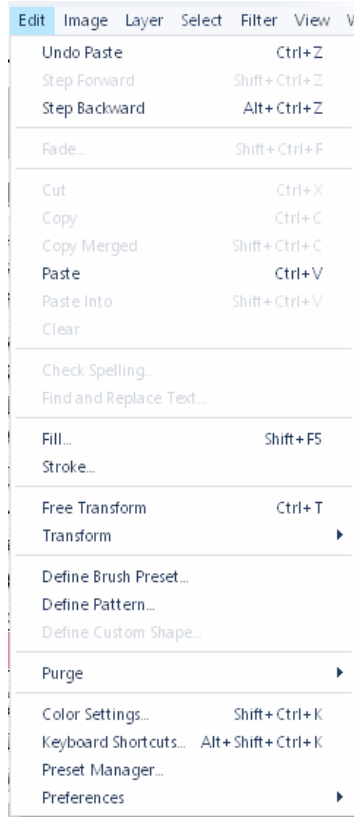 Edit Image Layer Select Filter View
Undo Paste Ctrl+Z
Step Forward Shift+Ctrl+Z
Step Backward Alt+Ctrl+Z
Fade... Shift+Ctrl+F
Cut Ctrl+X
Copy Ctrl+C
Copy Merged Shift+Ctrl+C
Paste Ctrl+V
Paste Into Shift+Ctrl+V
Clear
Check Spelling...
Find and Replace Text...
Fill... Shift+F5
Stroke...
Free Transform Ctrl+T
Transform
Define Brush Preset...
Define Pattern...
Define Custom Shape...
Purge
Color Settings... Shift+Ctrl+K
Keyboard Shortcuts... Alt+Shift+Ctrl+K
Preset Manager...
Preferences